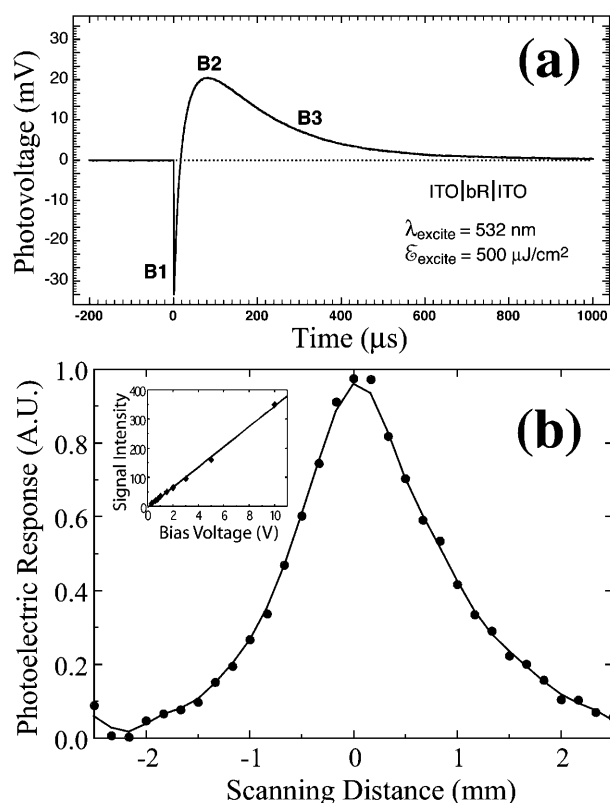 (a)
Photovoltage (mV)
30
20
10
0
-10
-20
-30
B1
B2
B3
ITO|bR|ITO
λexcite = 532 nm
ℰexcite = 500 μJ/cm²
-200 0 200 400 600 800 1000
Time (μs)
(b)
Photoelectric Response (A.U.)
1.0
0.8
0.6
0.4
0.2
0.0
Signal Intensity
400
300
200
100
0
0 2 4 6 8 10
Bias Voltage (V)
-2 -1 0 1 2
Scanning Distance (mm)